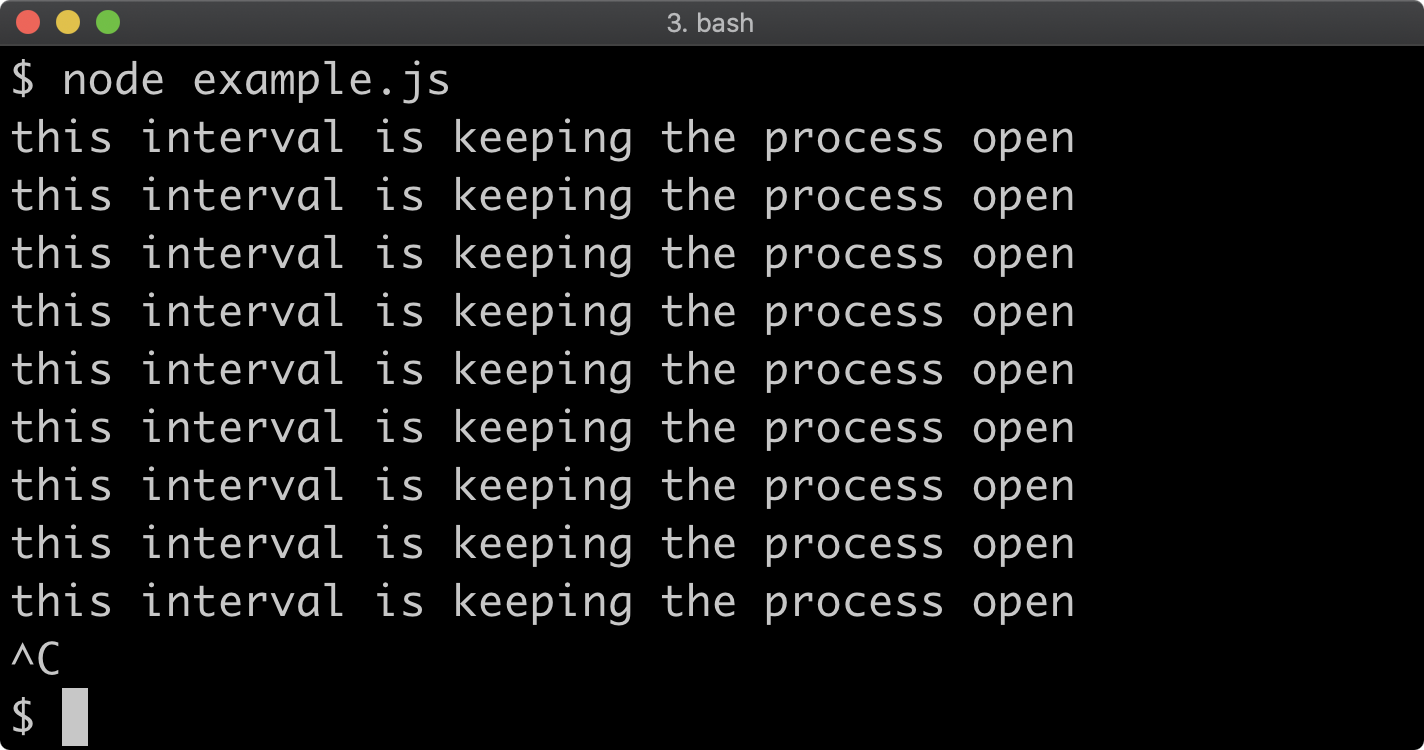 3. bash
$ node example.js
this interval is keeping the process open
this interval is keeping the process open
this interval is keeping the process open
this interval is keeping the process open
this interval is keeping the process open
this interval is keeping the process open
this interval is keeping the process open
this interval is keeping the process open
this interval is keeping the process open
^C
$